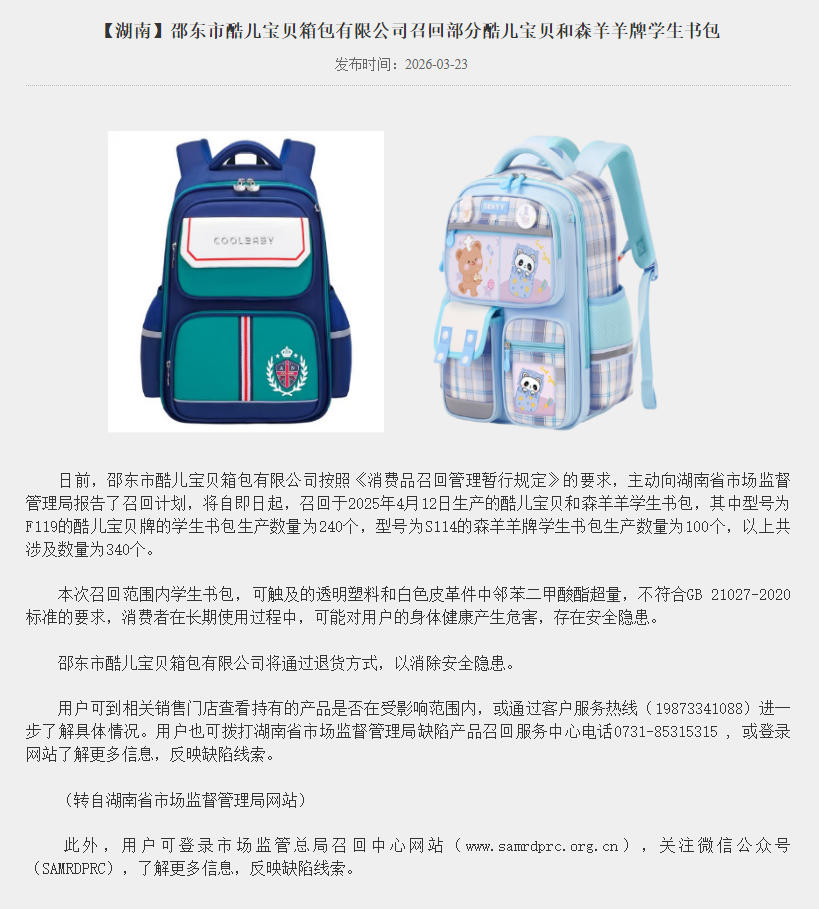 【湖南】邵东市酷儿宝贝箱包有限公司召回部分酷儿宝贝和森羊羊牌学生书包
发布时间：2026-03-23
COOLBABY
日前，邵东市酷儿宝贝箱包有限公司按照《消费品召回管理暂行规定》的要求，主动向湖南省市场监督
管理局报告了召回计划，将自即日起，召回于2025年4月12日生产的酷儿宝贝和森羊羊学生书包，其中型号为
F119的酷儿宝贝牌的学生书包生产数量为240个，型号为S114的森羊羊牌学生书包生产数量为100个，以上共
涉及数量为340个。
本次召回范围内学生书包，可触及的透明塑料和白色皮革件中邻苯二甲酸酯超量，不符合GB 21027-2020
标准的要求，消费者在长期使用过程中，可能对用户的身体健康产生危害，存在安全隐患。
邵东市酷儿宝贝箱包有限公司将通过退货方式，以消除安全隐患。
用户可到相关销售门店查看持有的产品是否在受影响范围内，或通过客户服务热线（19873341088）进一
步了解具体情况。用户也可拨打湖南省市场监督管理局缺陷产品召回服务中心电话0731-85315315 ，或登录
网站了解更多信息，反映缺陷线索。
（转自湖南省市场监督管理局网站）
此外，用户可登录市场监管总局召回中心网站（www.samrdprc.org.cn），关注微信公众号
（SAMRDPRC），了解更多信息，反映缺陷线索。